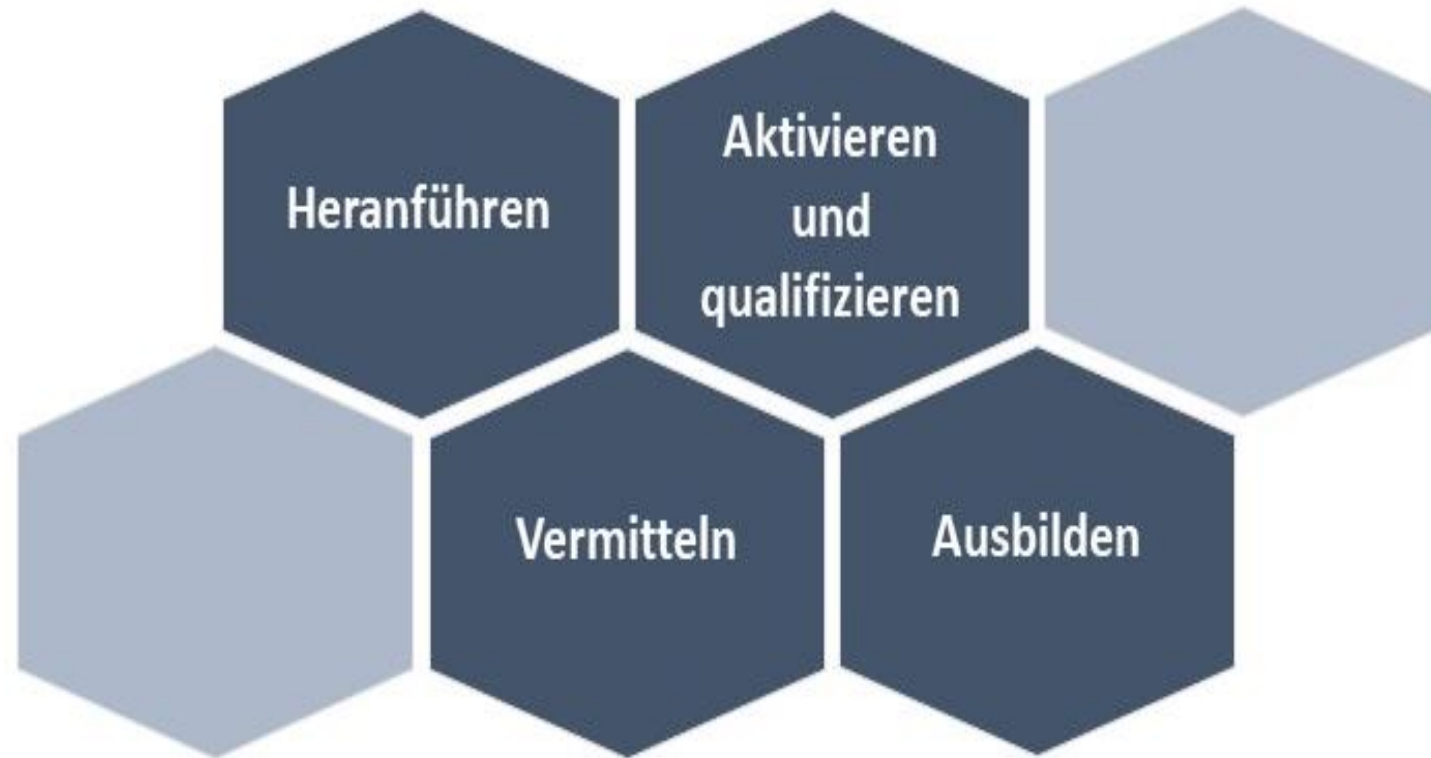 Heranführen
Aktivieren
und
qualifizieren
Vermitteln
Ausbilden